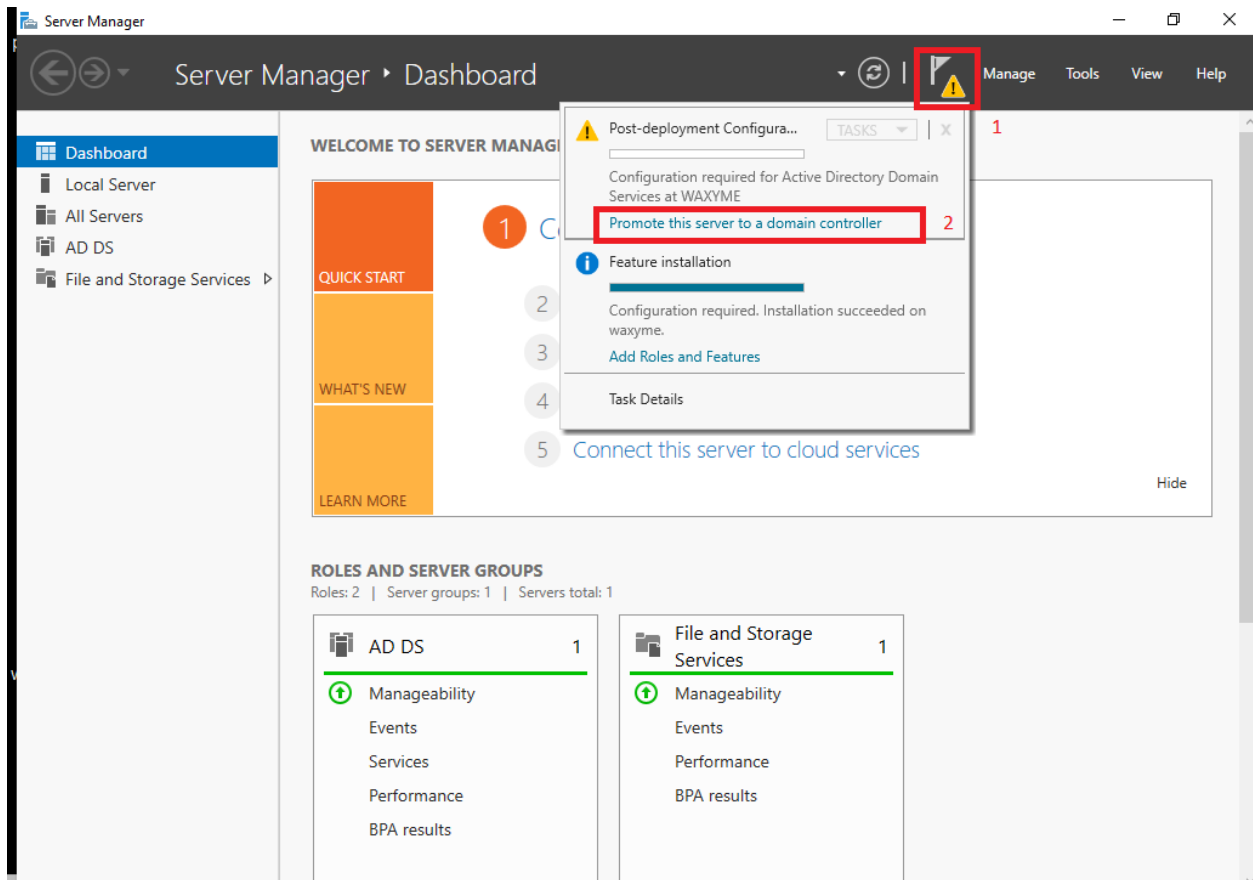 Server Manager
Server Manager • Dashboard
Manage Tools View Help
1
Dashboard
Local Server
All Servers
AD DS
File and Storage Services
WELCOME TO SERVER MANAG
QUICK START
WHAT'S NEW
LEARN MORE
1
2
3
4
5 Connect this server to cloud services
Hide
Post-deployment Configura... TASKS X
Configuration required for Active Directory Domain
Services at WAXYME
Promote this server to a domain controller 2
Feature installation
Configuration required. Installation succeeded on
waxyme.
Add Roles and Features
Task Details
ROLES AND SERVER GROUPS
Roles: 2 | Server groups: 1 | Servers total: 1
AD DS 1
Manageability
Events
Services
Performance
BPA results
File and Storage
Services 1
Manageability
Events
Performance
BPA results